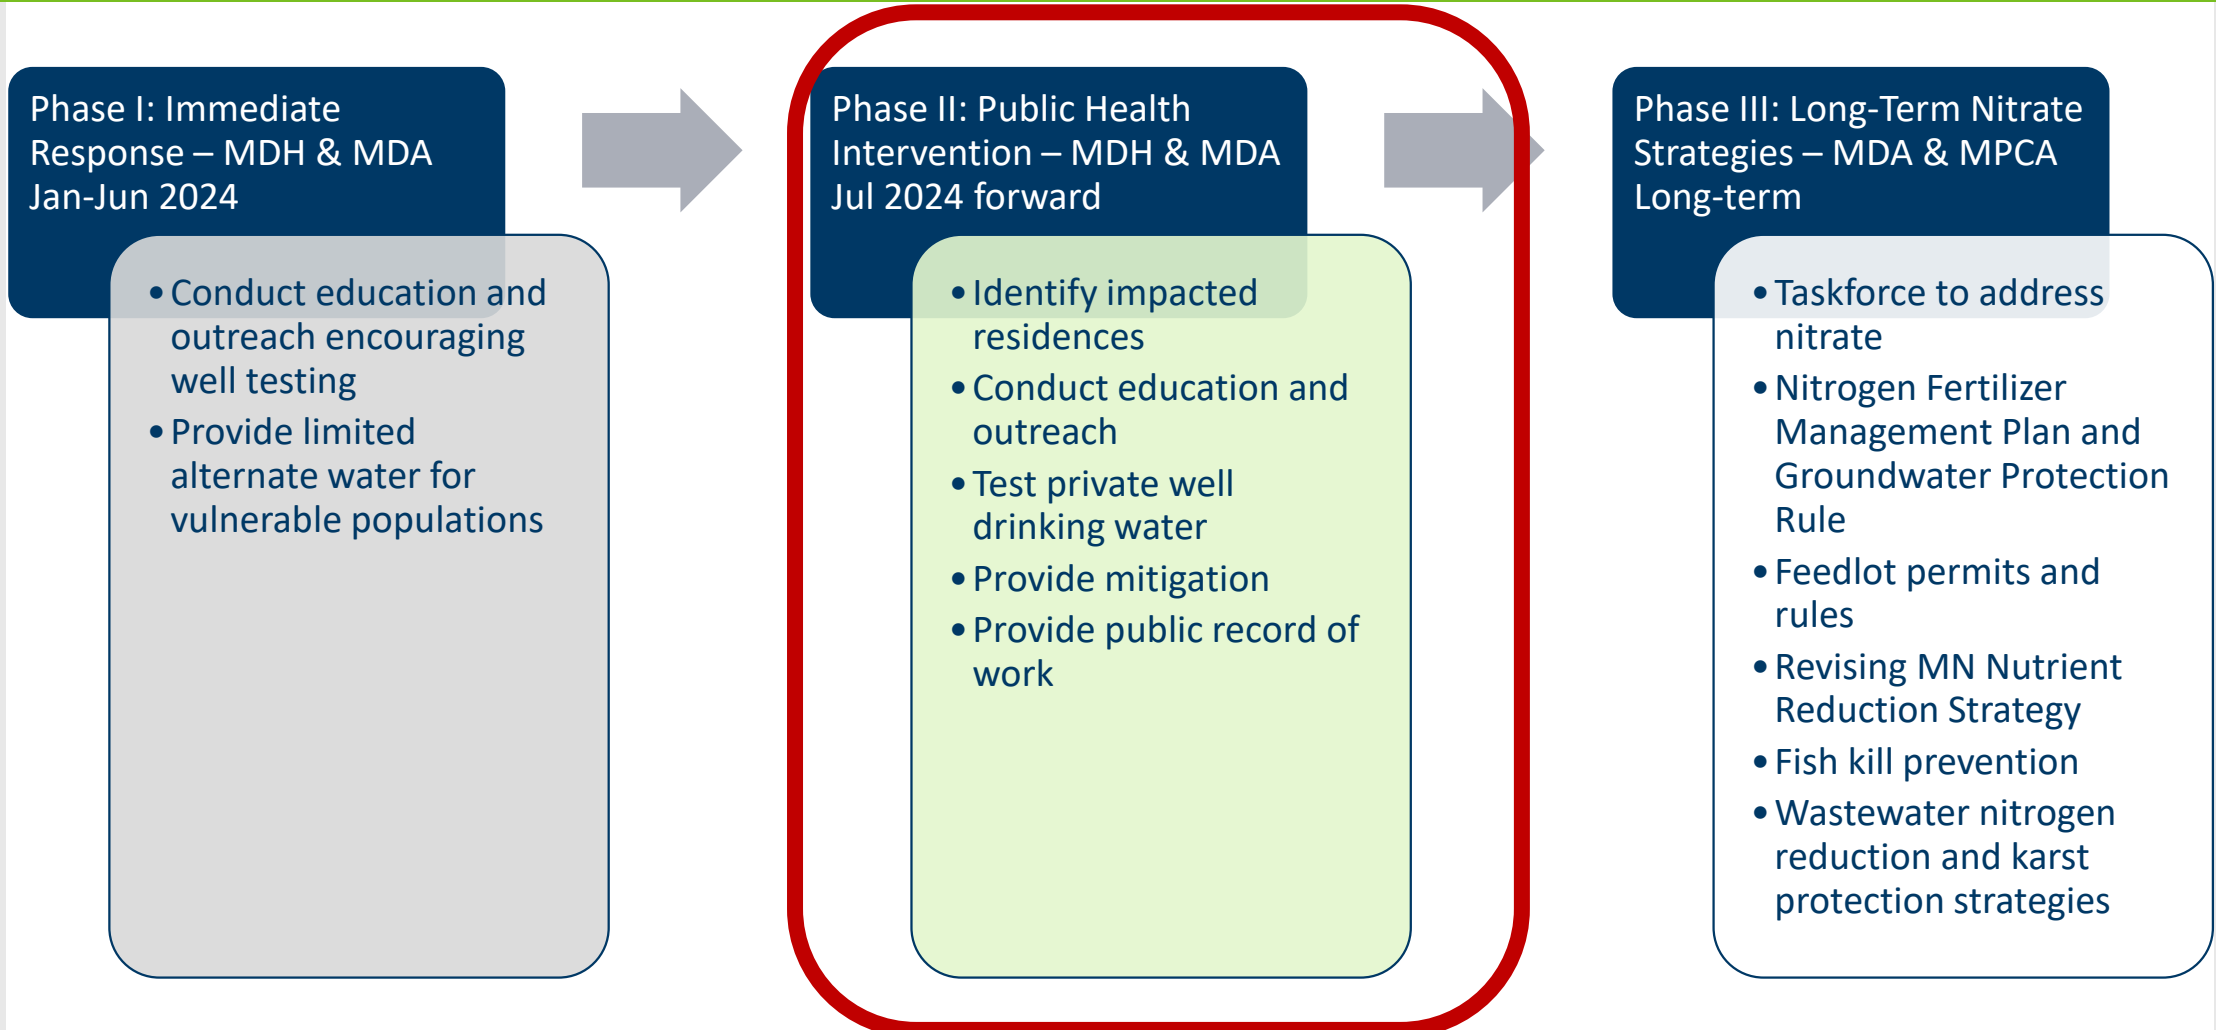 Phase I: Immediate
Response – MDH & MDA
Jan-Jun 2024
•Conduct education and
outreach encouraging
well testing
•Provide limited
alternate water for
vulnerable populations
Phase II: Public Health
Intervention – MDH & MDA
Jul 2024 forward
•Identify impacted
residences
•Conduct education and
outreach
•Test private well
drinking water
•Provide mitigation
•Provide public record of
work
Phase III: Long-Term Nitrate
Strategies – MDA & MPCA
Long-term
•Taskforce to address
nitrate
•Nitrogen Fertilizer
Management Plan and
Groundwater Protection
Rule
•Feedlot permits and
rules
•Revising MN Nutrient
Reduction Strategy
•Fish kill prevention
•Wastewater nitrogen
reduction and karst
protection strategies